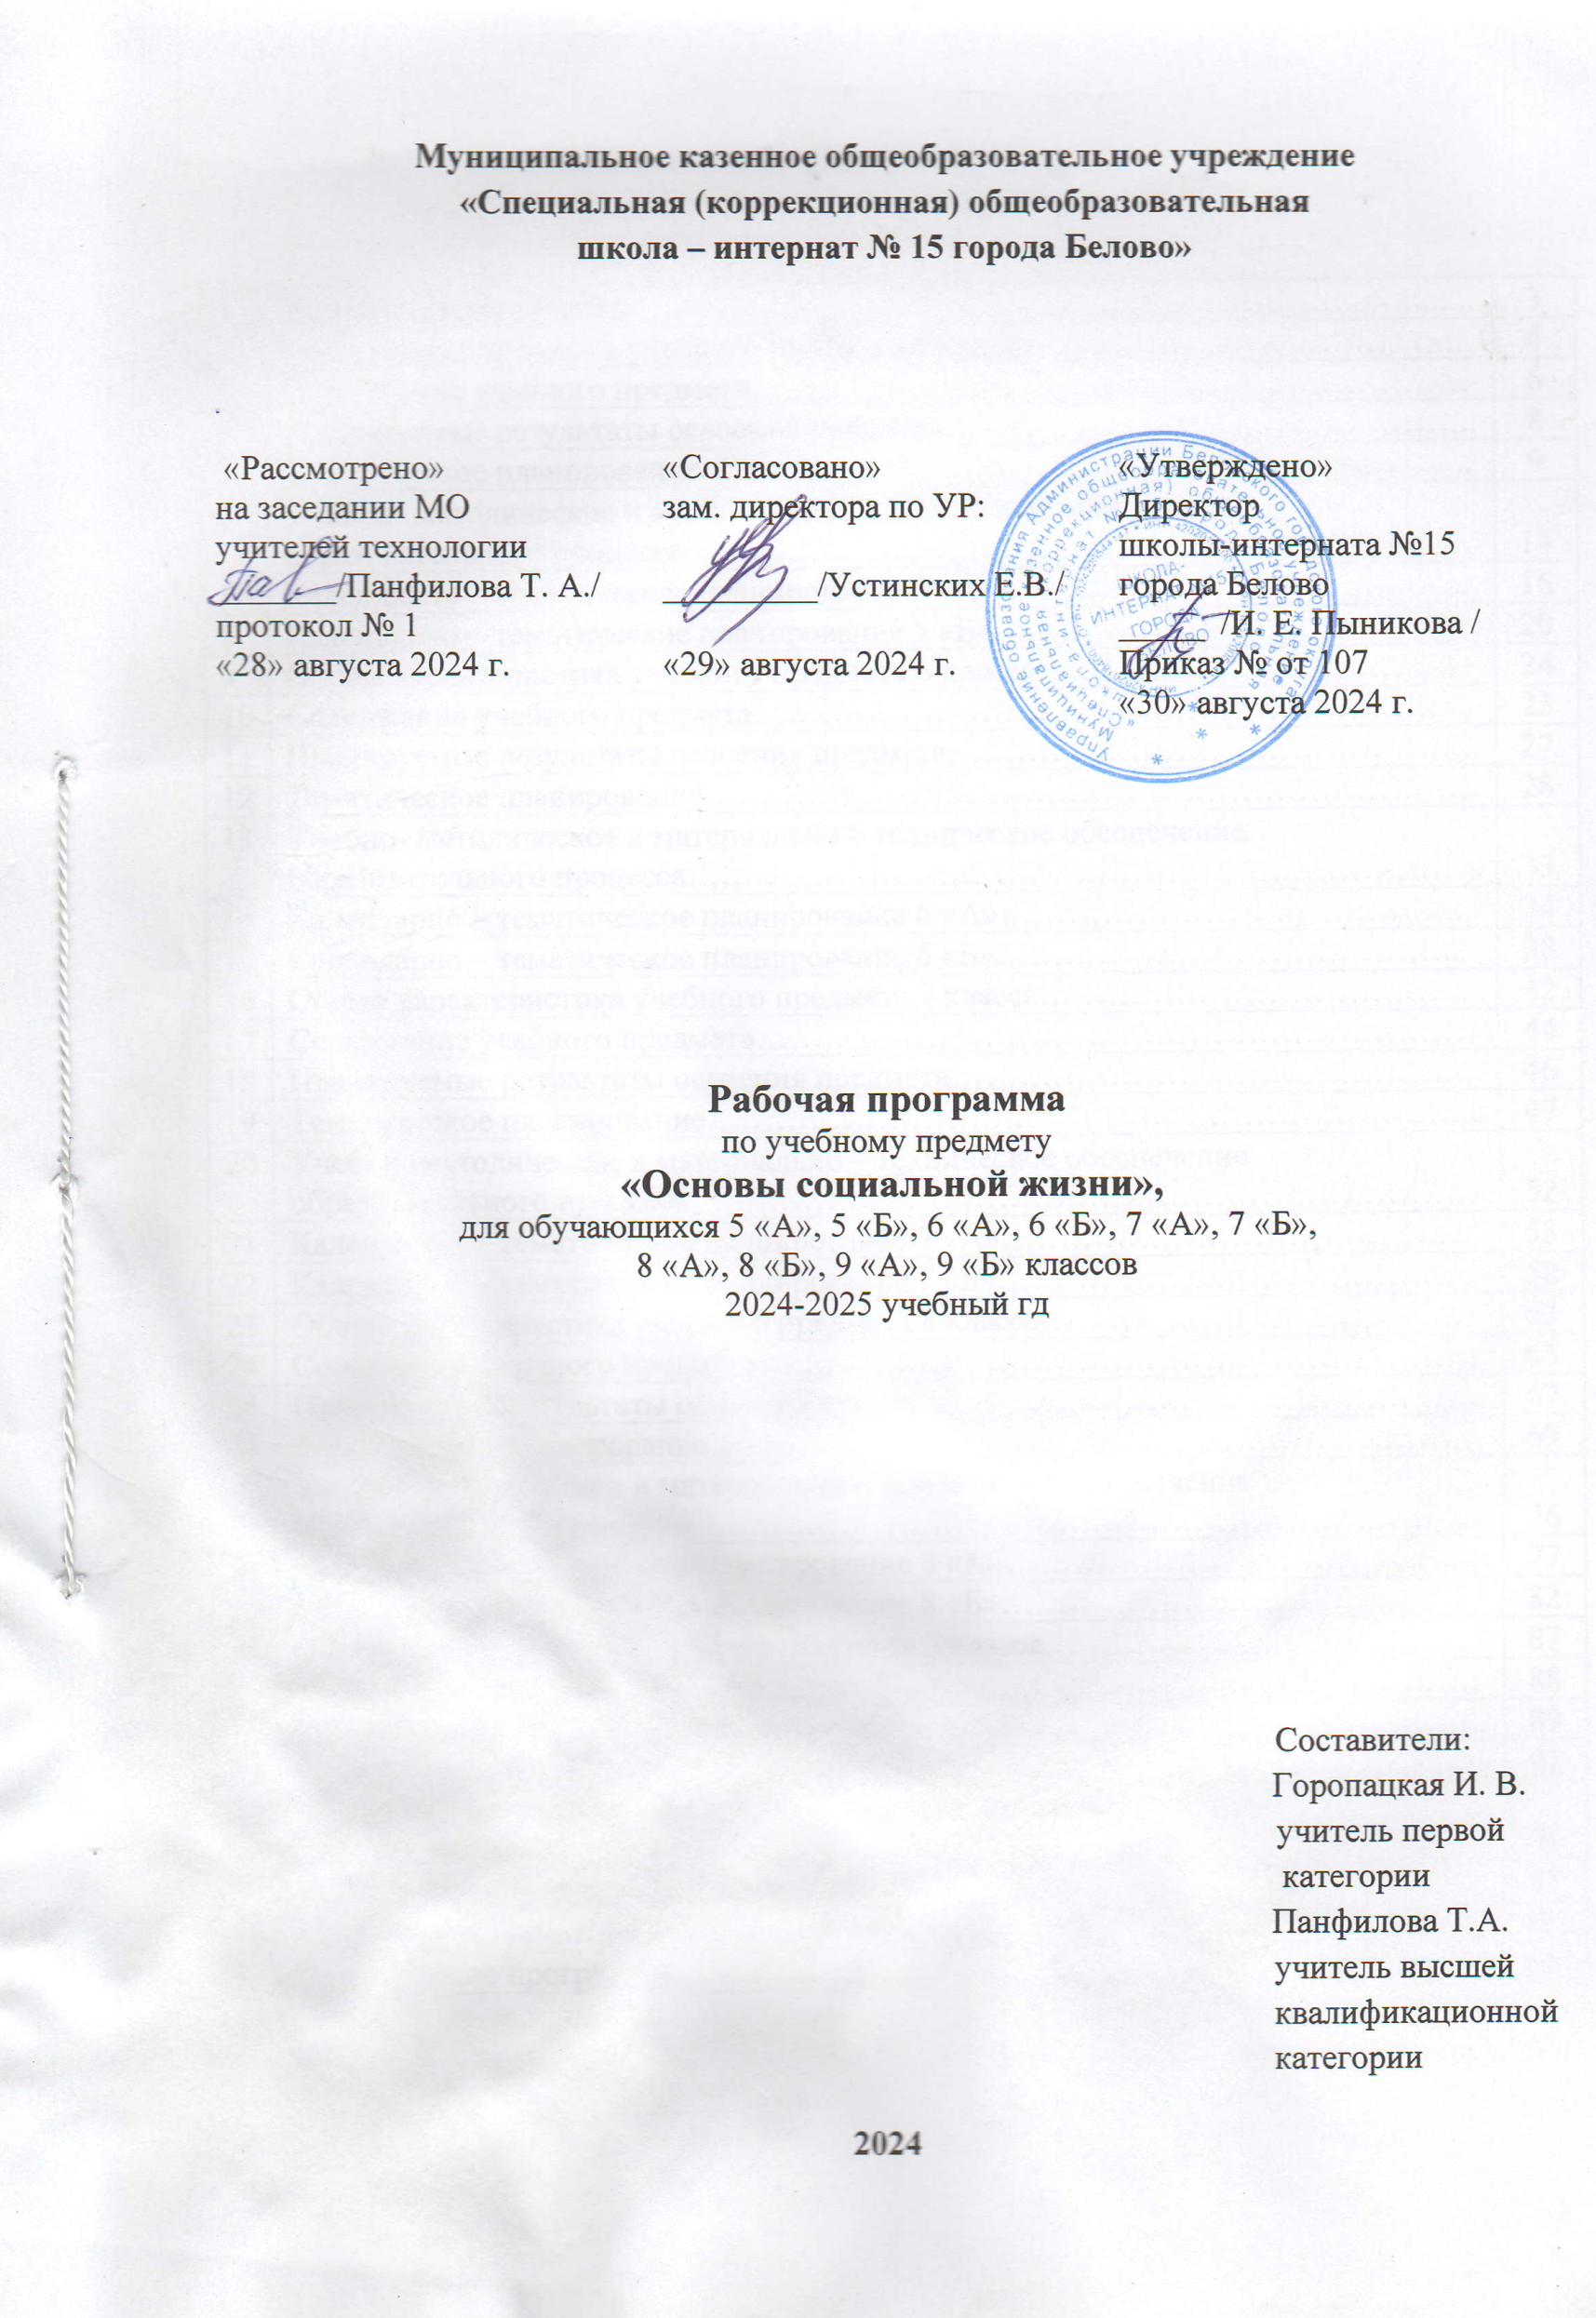 Муниципальное казенное общеобразовательное учреждение
«Специальная (коррекционная) общеобразовательная
школа – интернат № 15 города Белово»
«Рассмотрено»
на заседании МО
учителей технологии
/Панфилова Т. А./
протокол № 1
«28» августа 2024 г.
«Согласовано»
зам. директора по УР:
/Устинских Е.В./
«29» августа 2024 г.
«Утверждено»
Директор
школы-интерната №15
города Белово
/И. Е. Пыникова /
Приказ № от 107
«30» августа 2024 г.
ШКОЛА-
ИНТЕРНАТ
ГОРОДА
БЕЛОВО
Рабочая программа
по учебному предмету
«Основы социальной жизни»,
для обучающихся 5 «А», 5 «Б», 6 «А», 6 «Б», 7 «А», 7 «Б»,
8 «А», 8 «Б», 9 «А», 9 «Б» классов
2024-2025 учебный гд
Составители:
Горопацкая И. В.
учитель первой
категории
Панфилова Т.А.
учитель высшей
квалификационной
категории
2024